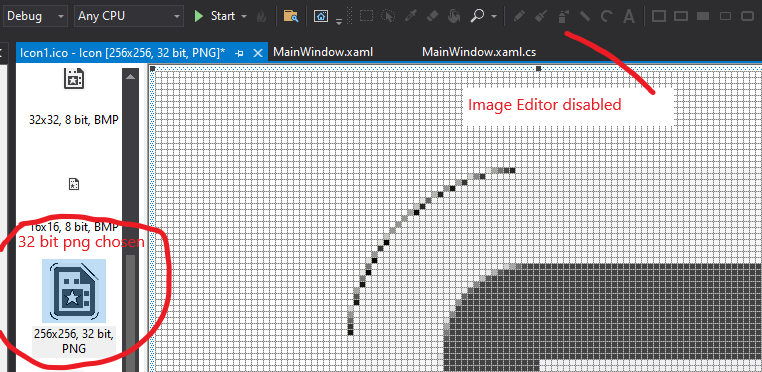 Debug Any CPU Start
Icon1.ico - Icon [256x256, 32 bit, PNG]* MainWindow.xaml MainWindow.xaml.cs
Image Editor disabled
32x32, 8 bit, BMP
16x16, 8 bit, BMP
32 bit png chosen
256x256, 32 bit,
PNG